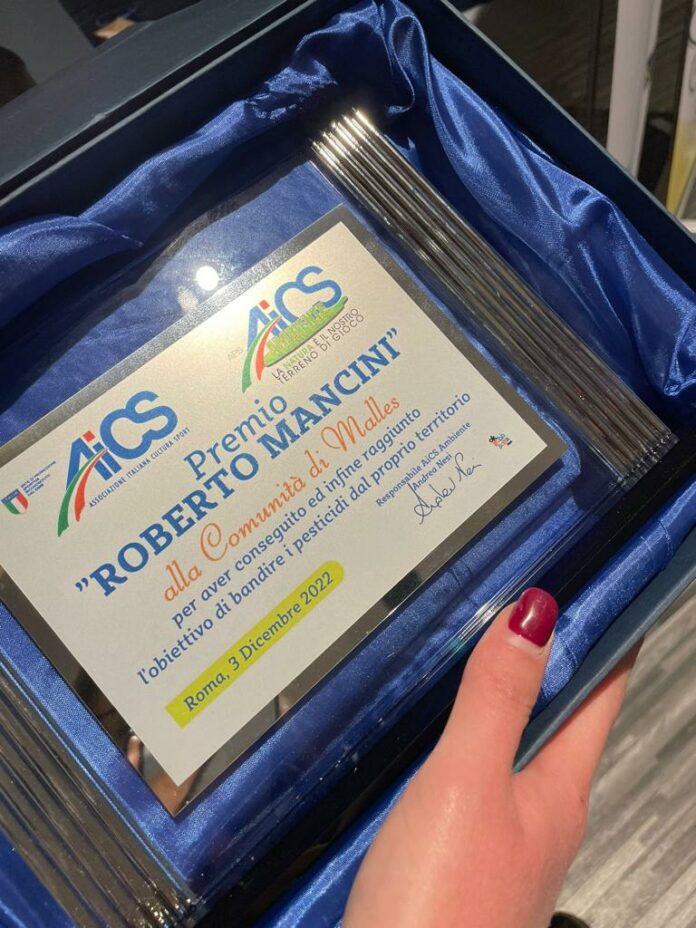 AiCS
ASSOCIAZIONE ITALIANA CULTURA SPORT
AiCS
LA NATURA È IL NOSTRO
TERRENO DI GIOCO
Premio
”ROBERTO MANCINI”
alla Comunità di Malles
per aver conseguito ed infine raggiunto
l'obiettivo di bandire i pesticidi dal proprio territorio
Responsabile AiCS Ambiente
Andrea Nesi
Roma, 3 Dicembre 2022